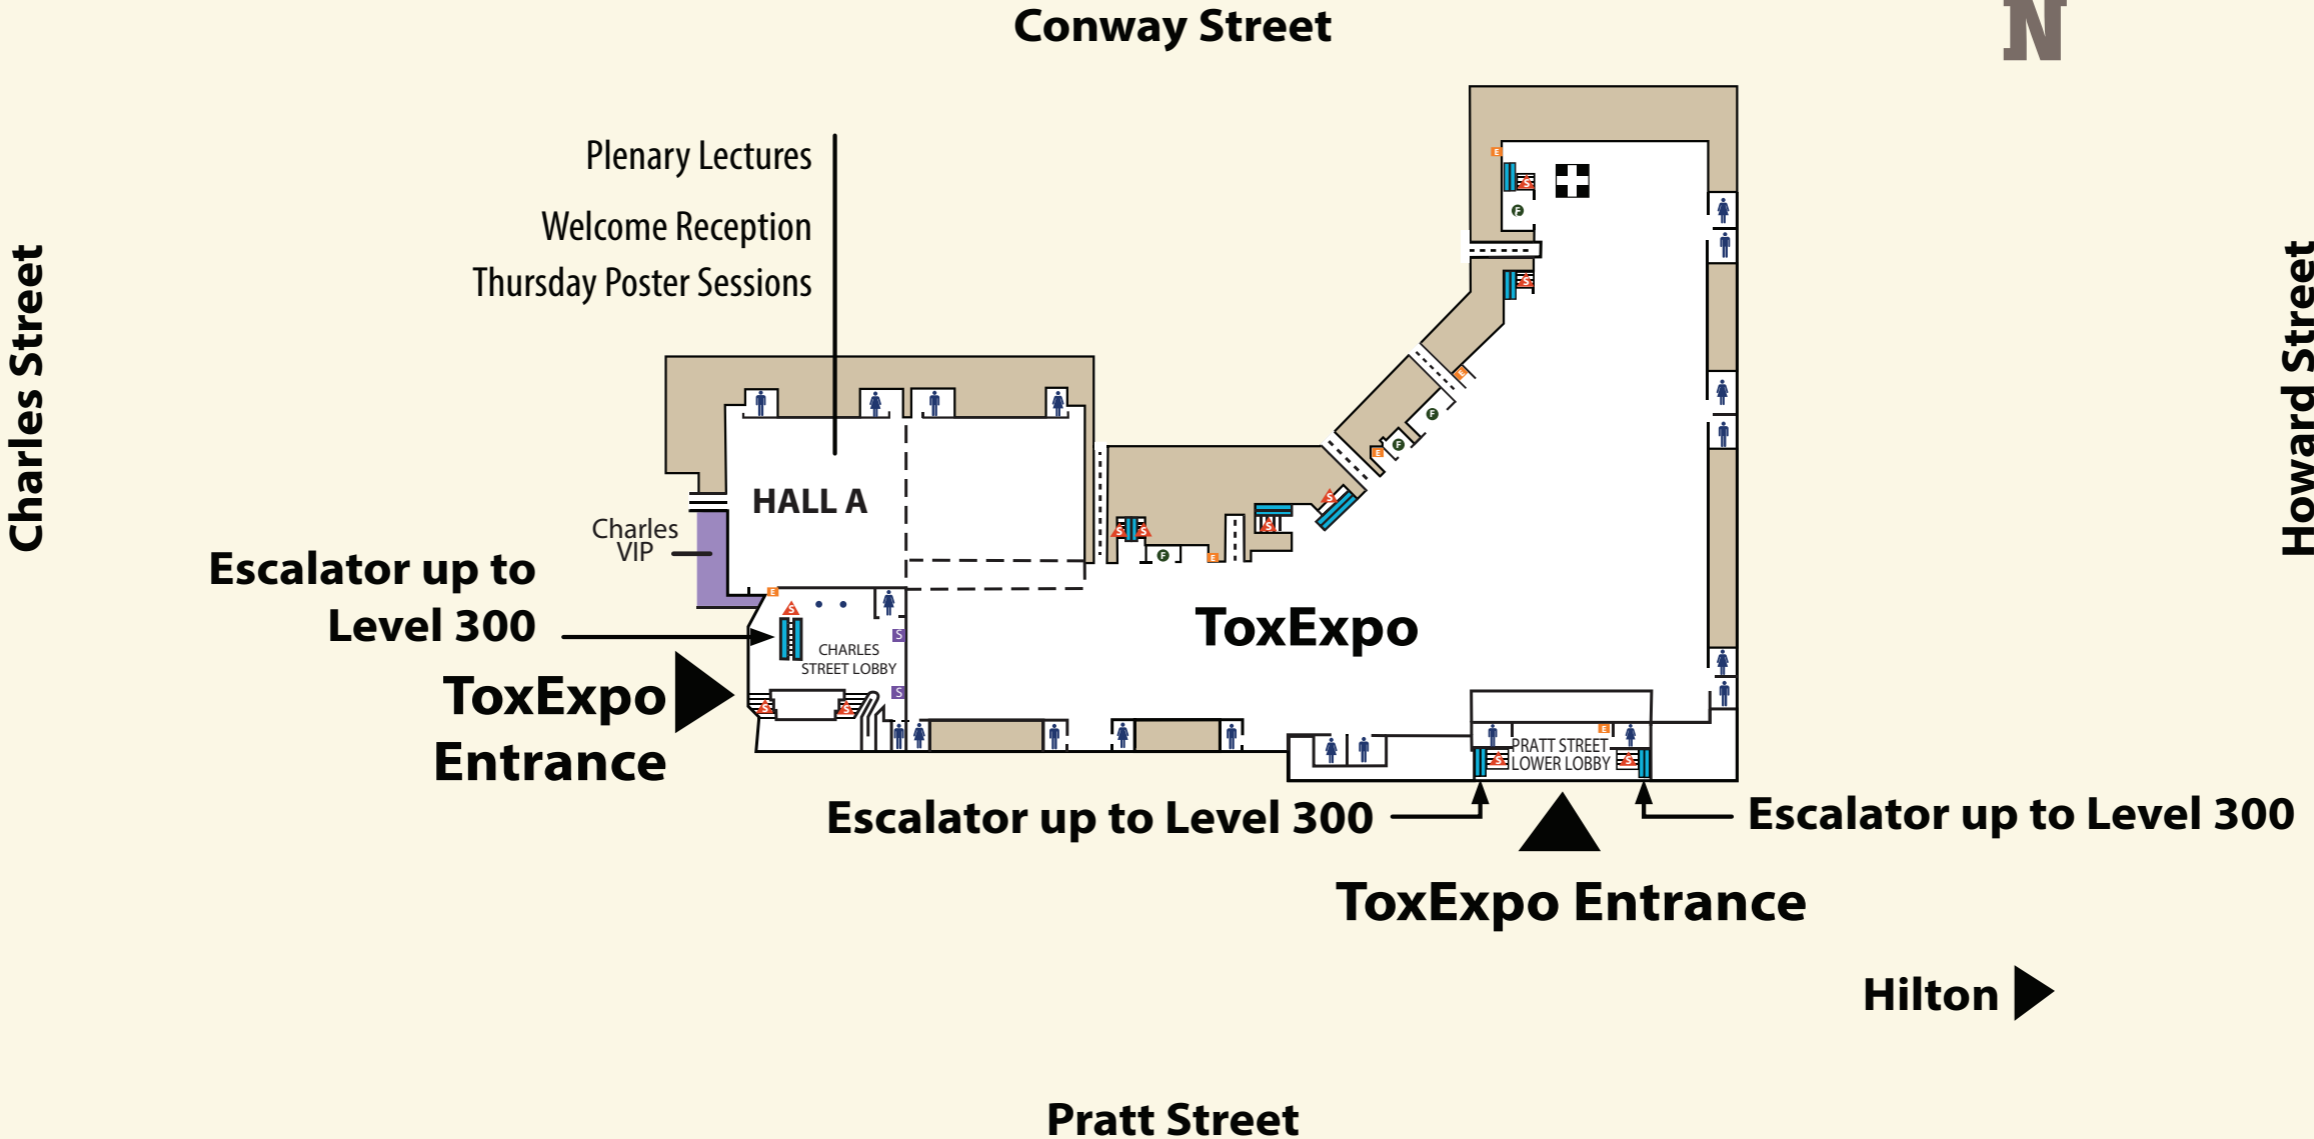 Conway Street
N
Plenary Lectures
Welcome Reception
Thursday Poster Sessions
Charles Street
Howard Street
HALL A
Charles
VIP
Escalator up to
Level 300
CHARLES
STREET LOBBY
ToxExpo
ToxExpo
Entrance
PRATT STREET
LOWER LOBBY
Escalator up to Level 300
Escalator up to Level 300
ToxExpo Entrance
Hilton
Pratt Street
E
S
F
S
E
F
F
E
S
S
S
F
E
S
E
S
S
S
S
S
E
S
S